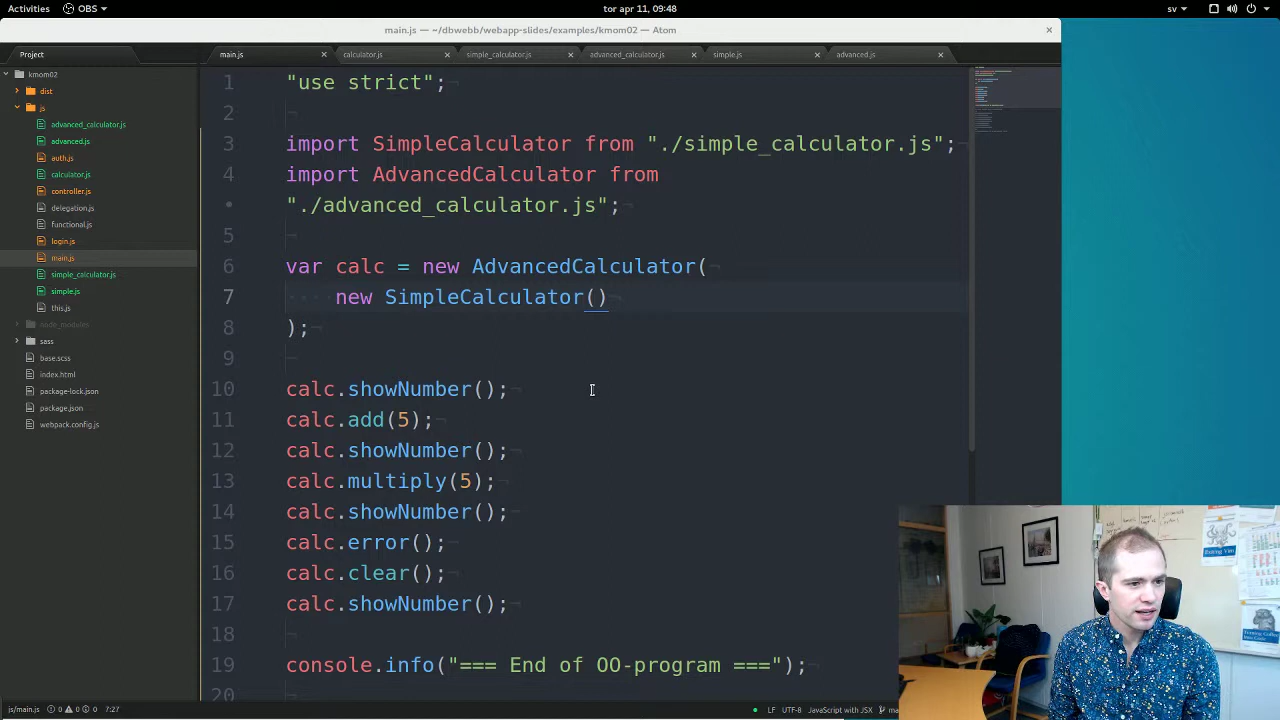 Activities
OBS
tor apr 11, 09:48
sv
main.js — ~/dbwebb/webapp-slides/examples/kmom02 — Atom
Project
main.js
calculator.js
simple_calculator.js
advanced_calculator.js
simple.js
advanced.js
kmom02
dist
js
advanced_calculator.js
advanced.js
auth.js
calculator.js
controller.js
delegation.js
functional.js
login.js
main.js
simple_calculator.js
simple.js
this.js
node_modules
sass
base.scss
index.html
package-lock.json
package.json
webpack.config.js
1 "use strict";
2
3 import SimpleCalculator from "./simple_calculator.js";
4 import AdvancedCalculator from
"./advanced_calculator.js";
5
6 var calc = new AdvancedCalculator(
7 new SimpleCalculator()
8 );
9
10 calc.showNumber();
11 calc.add(5);
12 calc.showNumber();
13 calc.multiply(5);
14 calc.showNumber();
15 calc.error();
16 calc.clear();
17 calc.showNumber();
18
19 console.info("=== End of OO-program ===");
20
js/main.js 0 0 0 7:27
LF UTF-8 JavaScript with JSX